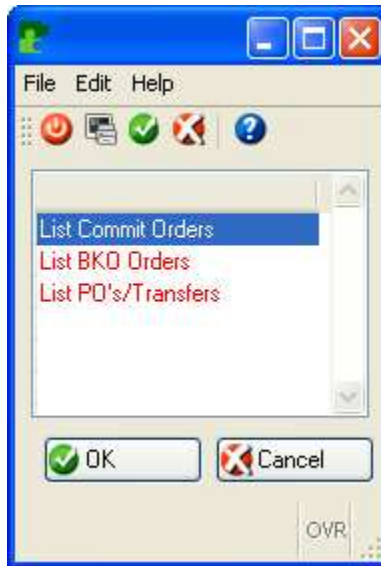 File Edit Help
List Commit Orders
List BKO Orders
List PO's/Transfers
OK Cancel
OVR